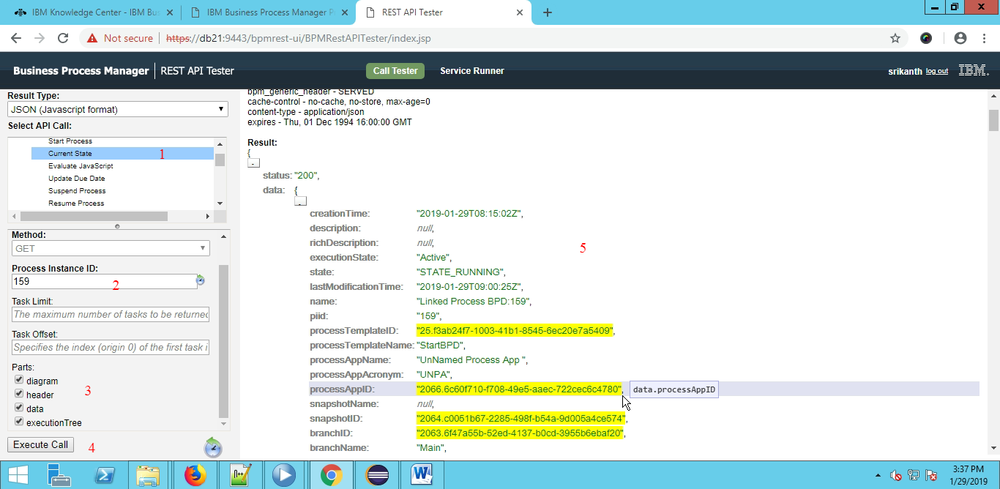 IBM Knowledge Center - IBM Bus
IBM Business Process Manager P
REST API Tester
Not secure
https://db21:9443/bpmrest-ui/BPMRestAPITester/index.jsp
Business Process Manager
REST API Tester
Call Tester
Service Runner
srikanth log out
IBM.
Result Type:
JSON (Javascript format)
Select API Call:
Start Process
Current State
1
Evaluate JavaScript
Update Due Date
Suspend Process
Resume Process
Method:
GET
Process Instance ID:
159
2
Task Limit:
The maximum number of tasks to be returned
Task Offset:
Specifies the index (origin 0) of the first task i
Parts:
diagram
header
3
data
executionTree
Execute Call
4
bpm_generic_header - SERVED
cache-control - no-cache, no-store, max-age=0
content-type - application/json
expires - Thu, 01 Dec 1994 16:00:00 GMT
Result:
{
-
status: "200",
data: {
-
creationTime: "2019-01-29T08:15:02Z",
description: null,
richDescription: null,
5
executionState: "Active",
state: "STATE_RUNNING",
lastModificationTime: "2019-01-29T09:00:25Z",
name: "Linked Process BPD:159",
piid: "159",
processTemplateID: "25.f3ab24f7-1003-41b1-8545-6ec20e7a5409",
processTemplateName: "StartBPD",
processAppName: "UnNamed Process App ",
processAppAcronym: "UNPA",
processAppID: "2066.6c60f710-f708-49e5-aaec-722cec6c4780",
data.processAppID
snapshotName: null,
snapshotID: "2064.c0051b67-2285-498f-b54a-9d005a4ce574",
branchID: "2063.6f47a55b-52ed-4137-b0cd-3955b6ebaf20",
branchName: "Main",
3:37 PM
1/29/2019